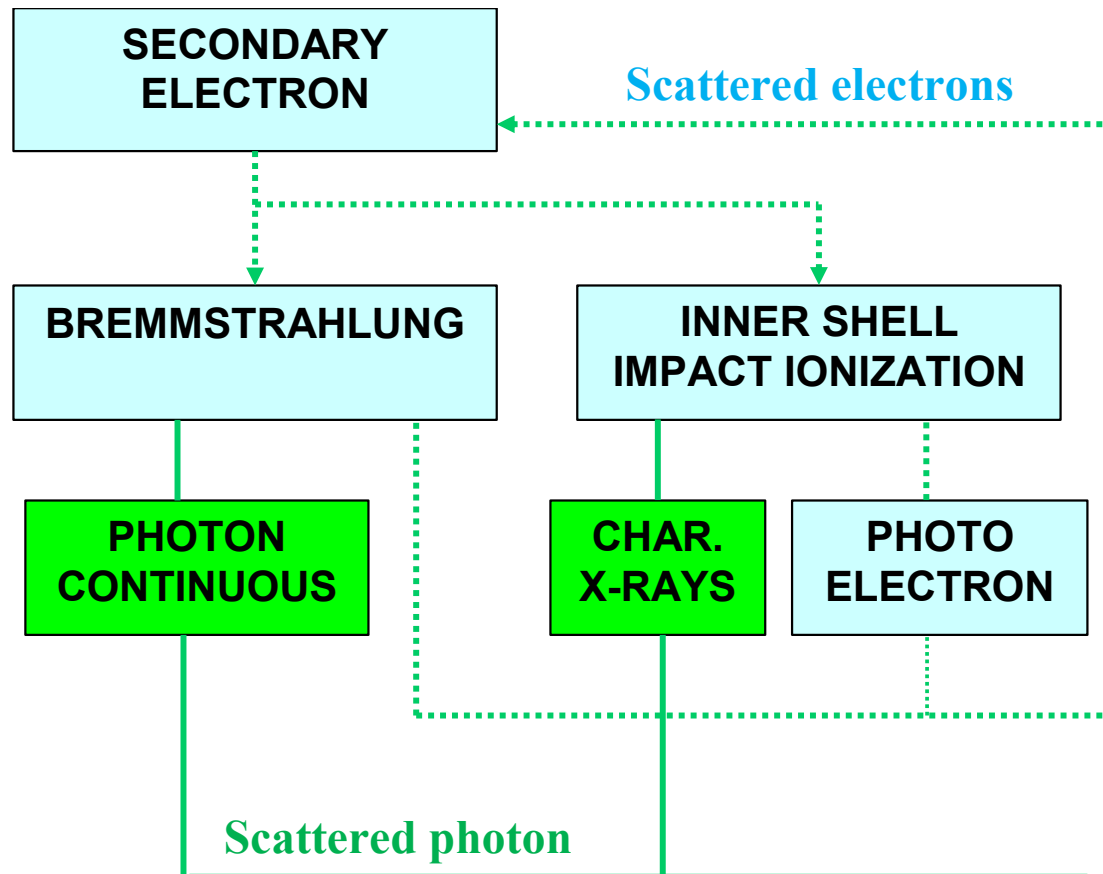 SECONDARY
ELECTRON
Scattered electrons
BREMMSTRAHLUNG
INNER SHELL
IMPACT IONIZATION
PHOTON
CONTINUOUS
CHAR.
X-RAYS
PHOTO
ELECTRON
Scattered photon